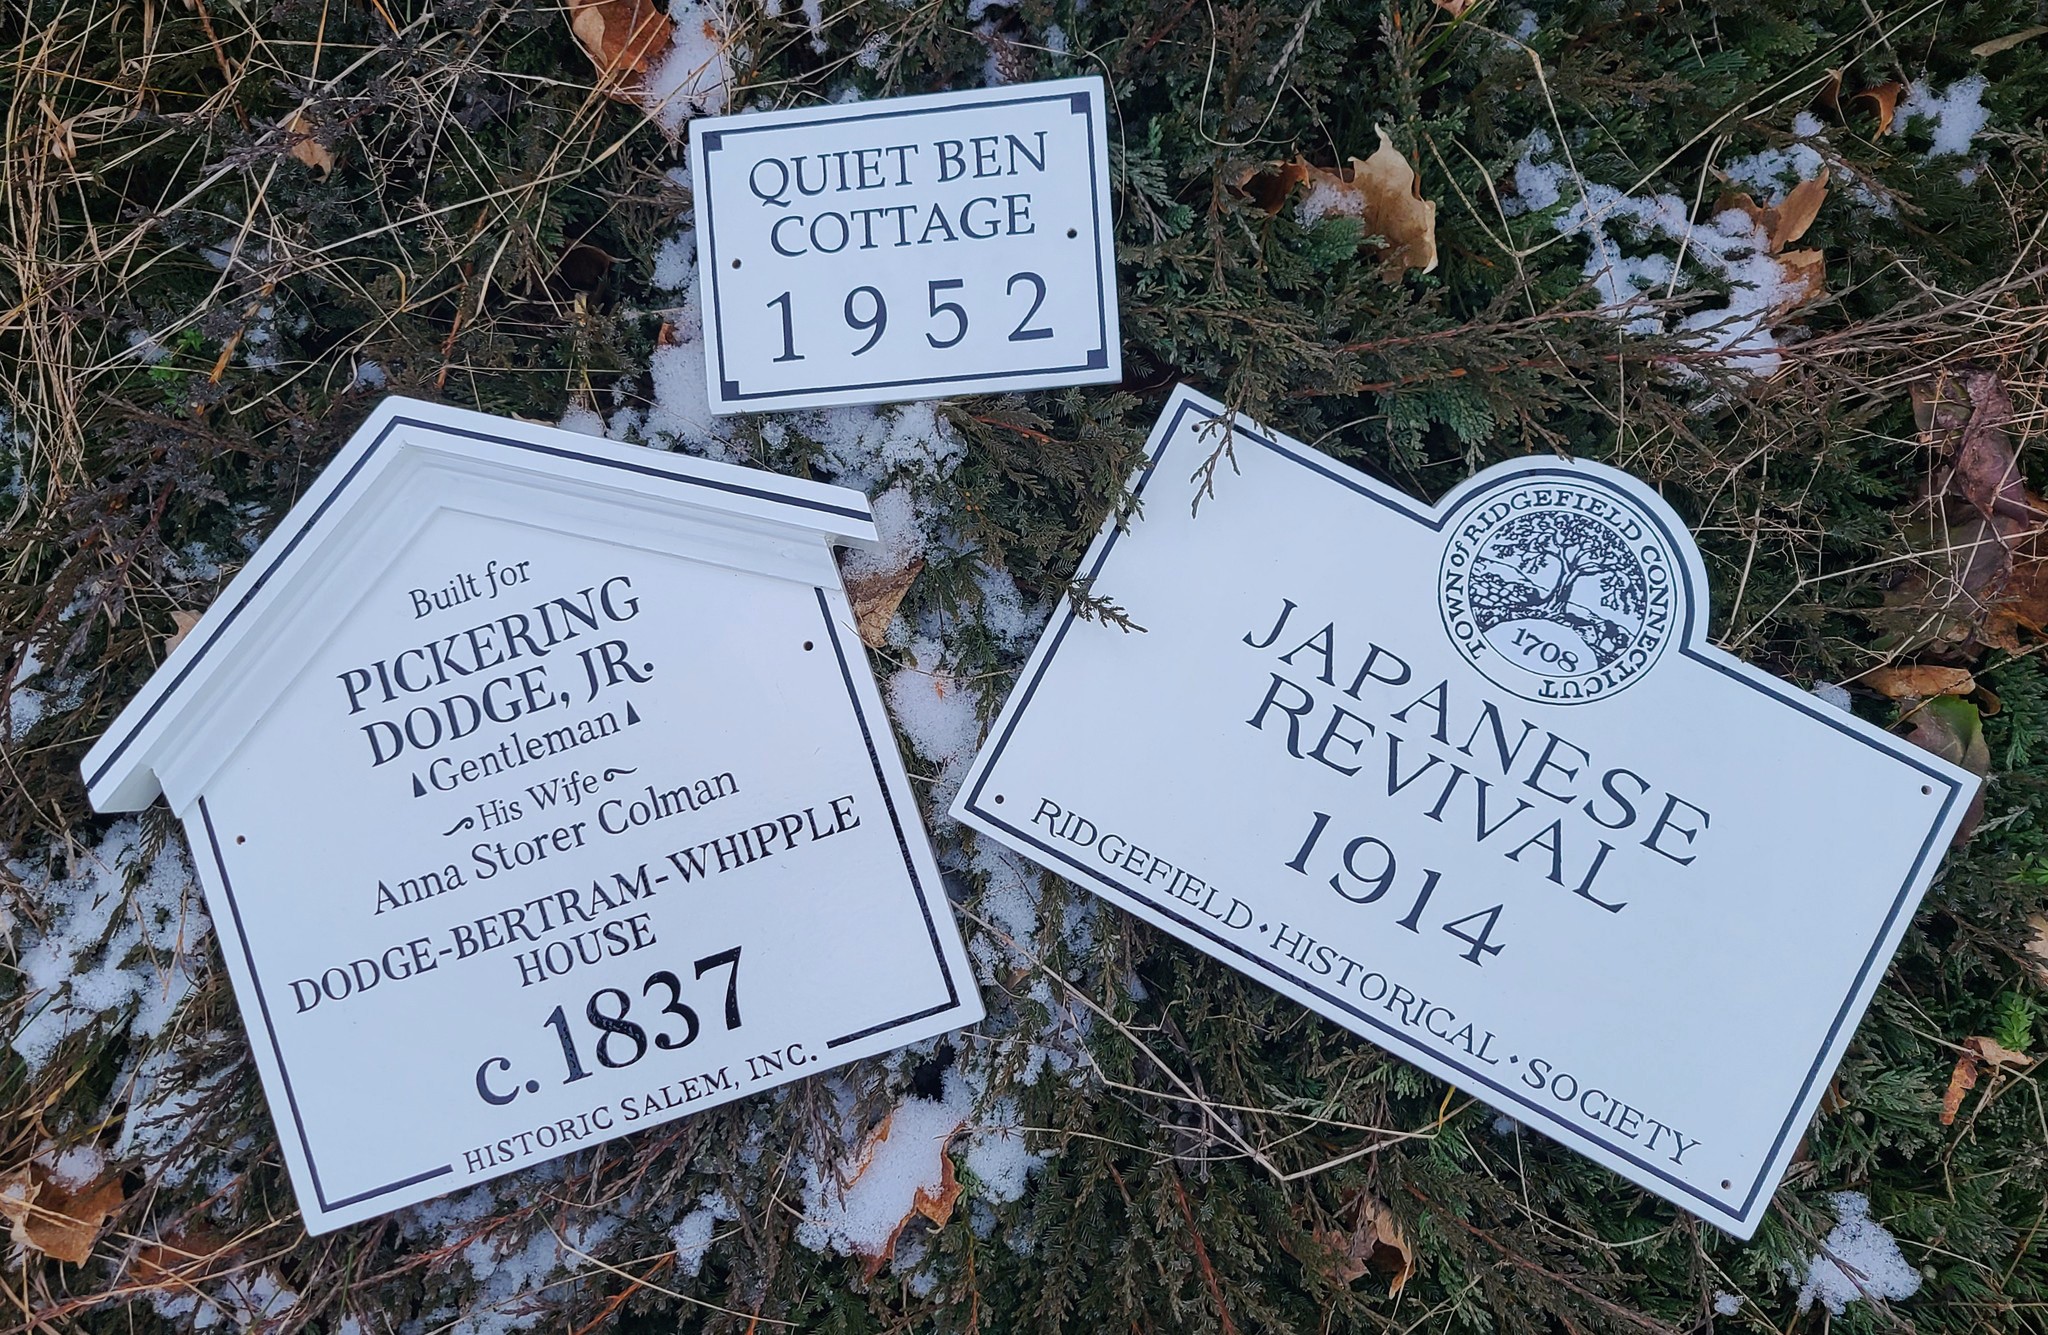 QUIET BEN
COTTAGE
1952
Built for
PICKERING
DODGE, JR.
Gentleman
His Wife
Anna Storer Colman
DODGE-BERTRAM-WHIPPLE
HOUSE
c. 1837
HISTORIC SALEM, INC.
TOWN of RIDGEFIELD CONNECTICUT
1708
JAPANESE
REVIVAL
1914
RIDGEFIELD · HISTORICAL · SOCIETY